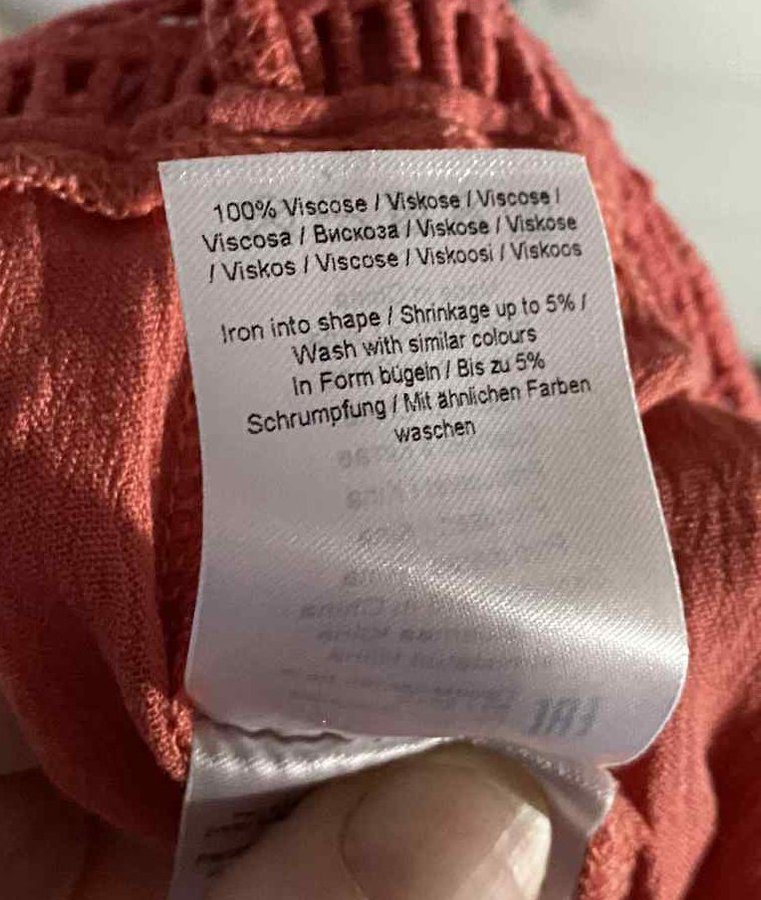 100% Viscose / Viskose / Viscose /
Viscosa / Вискоза / Viskose / Viskose
/ Viskos / Viscose / Viskoosi / Viskoos
Iron into shape / Shrinkage up to 5% /
Wash with similar colours
In Form bügeln / Bis zu 5%
Schrumpfung / Mit ähnlichen Farben
waschen